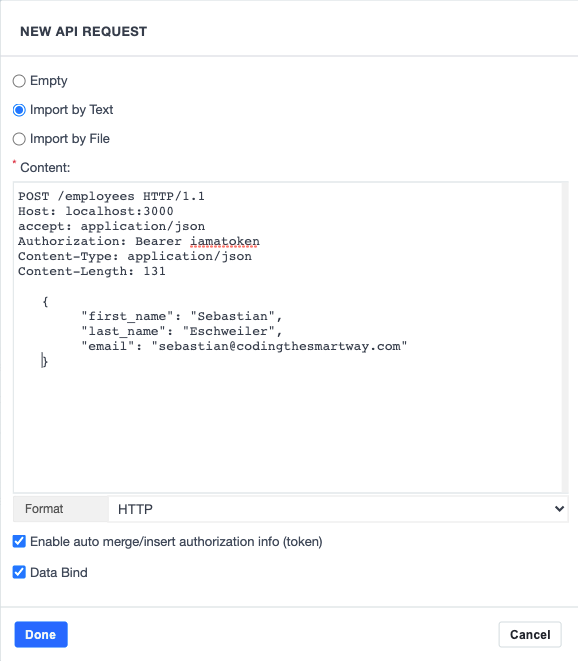 NEW API REQUEST
Empty
Import by Text
Import by File
* Content:
POST /employees HTTP/1.1
Host: localhost:3000
accept: application/json
Authorization: Bearer iamatoken
Content-Type: application/json
Content-Length: 131
{
"first_name": "Sebastian",
"last_name": "Eschweiler",
"email": "sebastian@codingthesmartway.com"
}
Format HTTP
Enable auto merge/insert authorization info (token)
Data Bind
Done Cancel